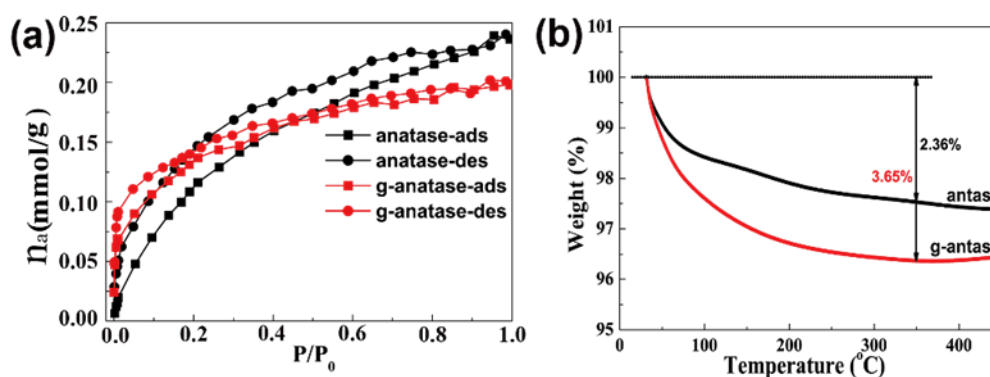 (a)
0.25
0.20
0.15
0.10
0.05
0.00
nₐ(mmol/g)
anatase-ads
anatase-des
g-anatase-ads
g-anatase-des
0.0 0.2 0.4 0.6 0.8 1.0
P/P₀
(b)
100
99
98
97
96
95
Weight (%)
2.36%
3.65%
antas
g-antas
0 100 200 300 400
Temperature (°C)